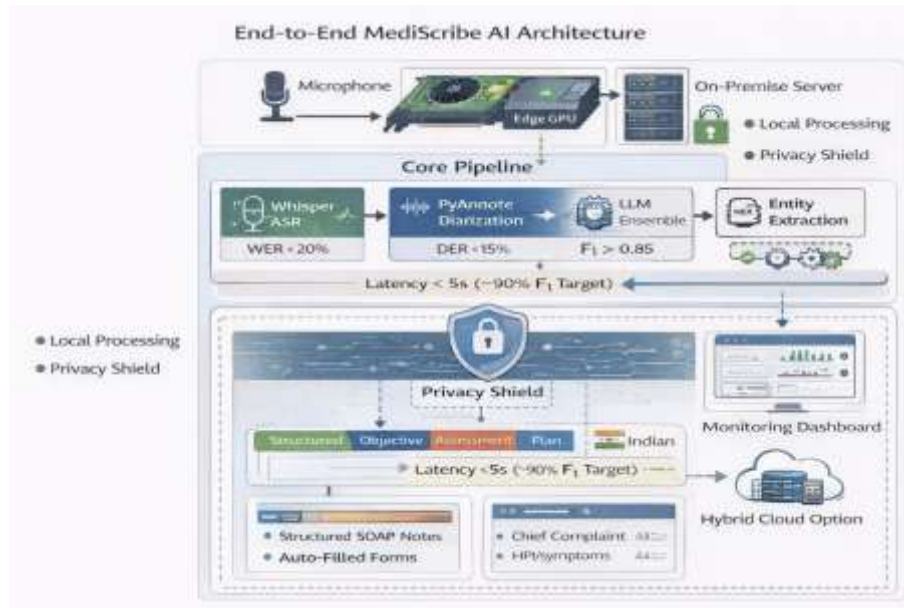 End-to-End MediScribe AI Architecture
Microphone
Edge GPU
On-Premise Server
Local Processing
Privacy Shield
Core Pipeline
Whisper
ASR
WER <20%
PyAnnote
Diarization
DER <15%
LLM
Ensemble
F₁ > 0.85
NER
Entity
Extraction
Latency < 5s (~90% F₁ Target)
Local Processing
Privacy Shield
Privacy Shield
Monitoring Dashboard
Structured Objective Assessment Plan
Indian
Latency <5s (~90% F₁ Target)
Hybrid Cloud Option
Structured SOAP Notes
Auto-Filled Forms
Chief Complaint
HPI/symptoms